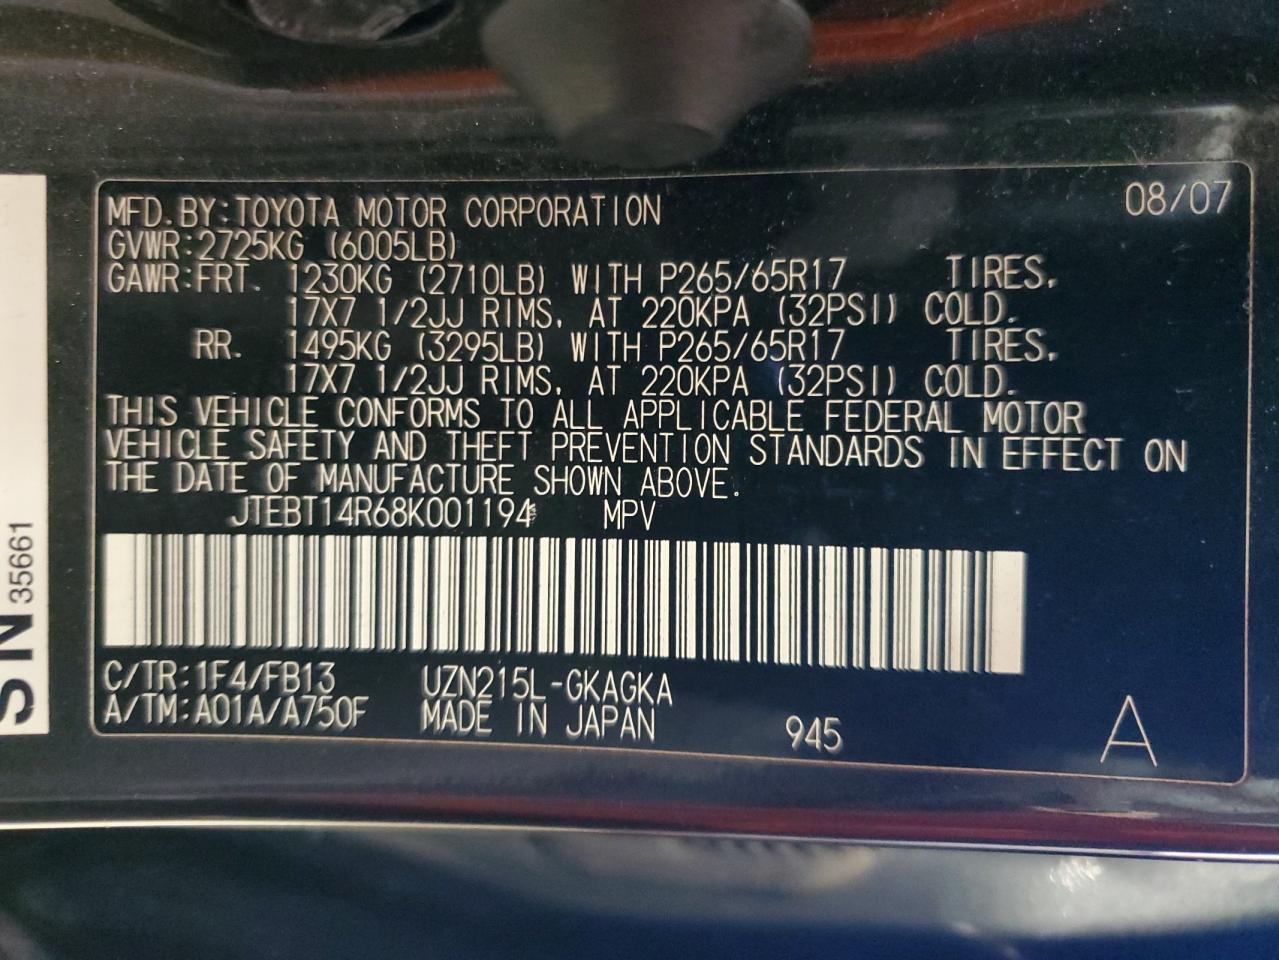 MFD.BY:TOYOTA MOTOR CORPORATION 08/07
GVWR:2725KG (6005LB)
GAWR:FRT. 1230KG (2710LB) WITH P265/65R17 TIRES,
17X7 1/2JJ RIMS, AT 220KPA (32PSI) COLD.
RR. 1495KG (3295LB) WITH P265/65R17 TIRES,
17X7 1/2JJ RIMS, AT 220KPA (32PSI) COLD.
THIS VEHICLE CONFORMS TO ALL APPLICABLE FEDERAL MOTOR
VEHICLE SAFETY AND THEFT PREVENTION STANDARDS IN EFFECT ON
THE DATE OF MANUFACTURE SHOWN ABOVE.
JTEBT14R68K001194 MPV
C/TR:1F4/FB13 UZN215L-GKAGKA
A/TM:A01A/A750F MADE IN JAPAN 945 A
SN 35661